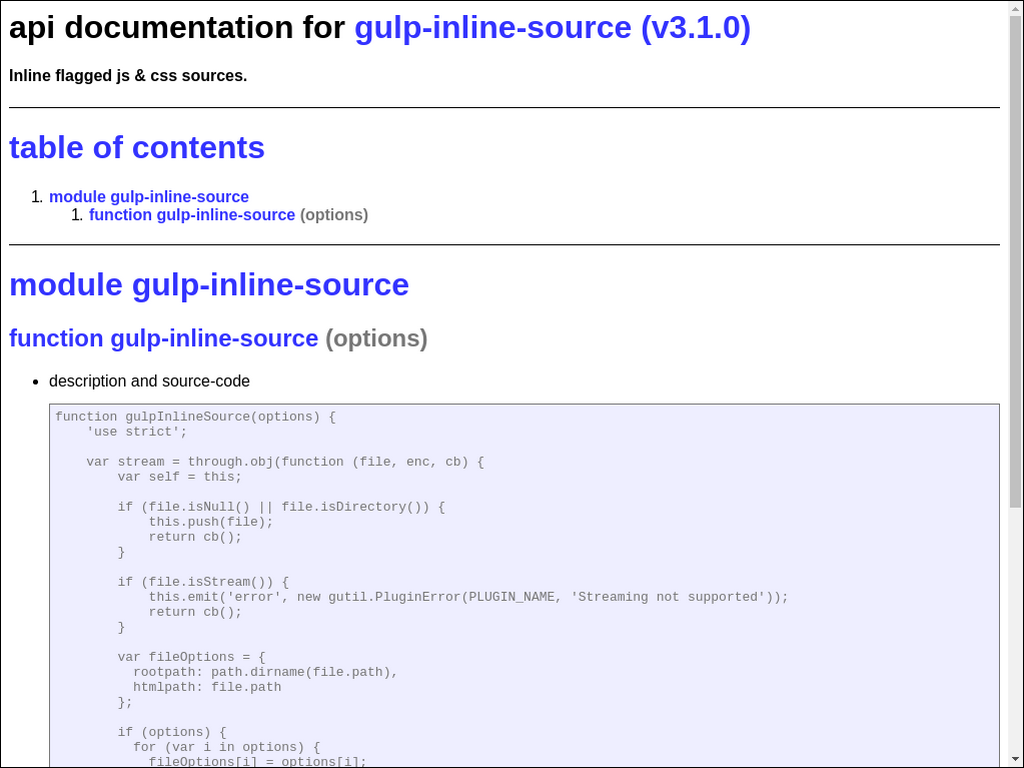 api documentation for gulp-inline-source (v3.1.0)
Inline flagged js & css sources.
table of contents
1. module gulp-inline-source
1. function gulp-inline-source (options)
module gulp-inline-source
function gulp-inline-source (options)
• description and source-code
function gulpInlineSource(options) {
    'use strict';
    var stream = through.obj(function (file, enc, cb) {
        var self = this;
        if (file.isNull() || file.isDirectory()) {
            this.push(file);
            return cb();
        }
        if (file.isStream()) {
            this.emit('error', new gutil.PluginError(PLUGIN_NAME, 'Streaming not supported'));
            return cb();
        }
        var fileOptions = {
          rootpath: path.dirname(file.path),
          htmlpath: file.path
        };
        if (options) {
          for (var i in options) {
            fileOptions[i] = options[i];